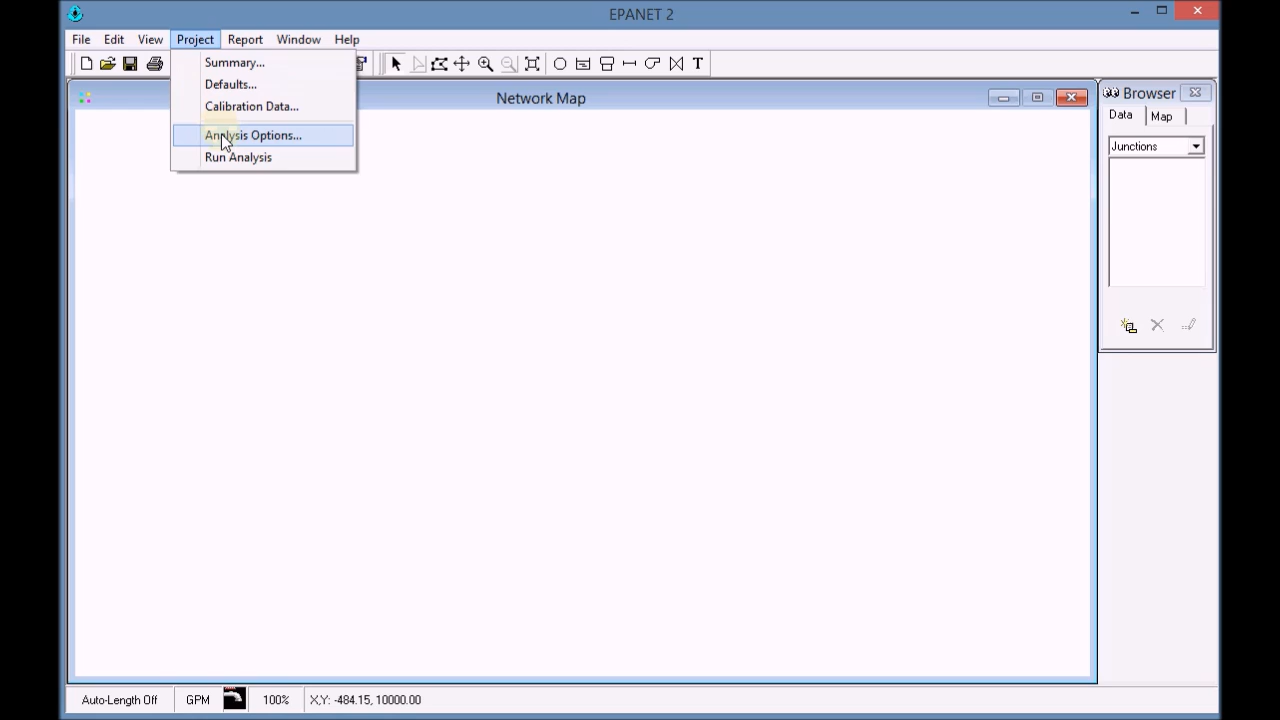 EPANET 2
File Edit View Project Report Window Help
T
Summary...
Defaults...
Calibration Data...
Analysis Options...
Run Analysis
Network Map
Browser
Data Map
Junctions
Auto-Length Off GPM 100% X,Y: -484.15, 10000.00